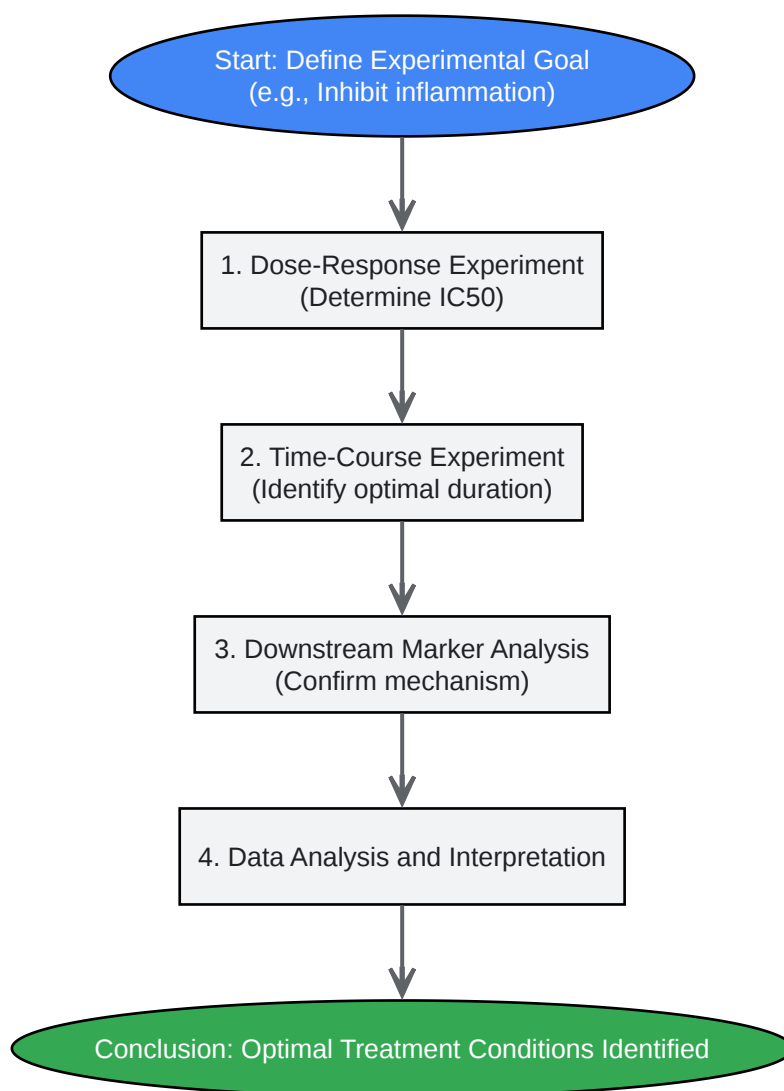 Start: Define Experimental Goal
(e.g., Inhibit inflammation)
1. Dose-Response Experiment
(Determine IC50)
2. Time-Course Experiment
(Identify optimal duration)
3. Downstream Marker Analysis
(Confirm mechanism)
4. Data Analysis and Interpretation
Conclusion: Optimal Treatment Conditions Identified